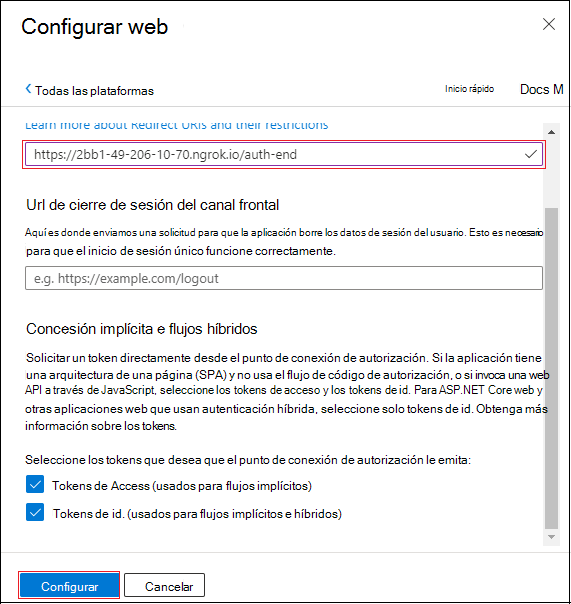 Configurar web
Todas las plataformas
Inicio rápido
Docs M
Learn more about Redirect URIs and their restrictions
https://2bb1-49-206-10-70.ngrok.io/auth-end
Url de cierre de sesión del canal frontal
Aquí es donde enviamos una solicitud para que la aplicación borre los datos de sesión del usuario. Esto es necesario
para que el inicio de sesión único funcione correctamente.
e.g. https://example.com/logout
Concesión implícita e flujos híbridos
Solicitar un token directamente desde el punto de conexión de autorización. Si la aplicación tiene
una arquitectura de una página (SPA) y no usa el flujo de código de autorización, o si invoca una web
API a través de JavaScript, seleccione los tokens de acceso y los tokens de id. Para ASP.NET Core web y
otras aplicaciones web que usan autenticación híbrida, seleccione solo tokens de id. Obtenga más
información sobre los tokens.
Seleccione los tokens que desea que el punto de conexión de autorización le emita:
Tokens de Access (usados para flujos implícitos)
Tokens de id. (usados para flujos implícitos e híbridos)
Configurar
Cancelar